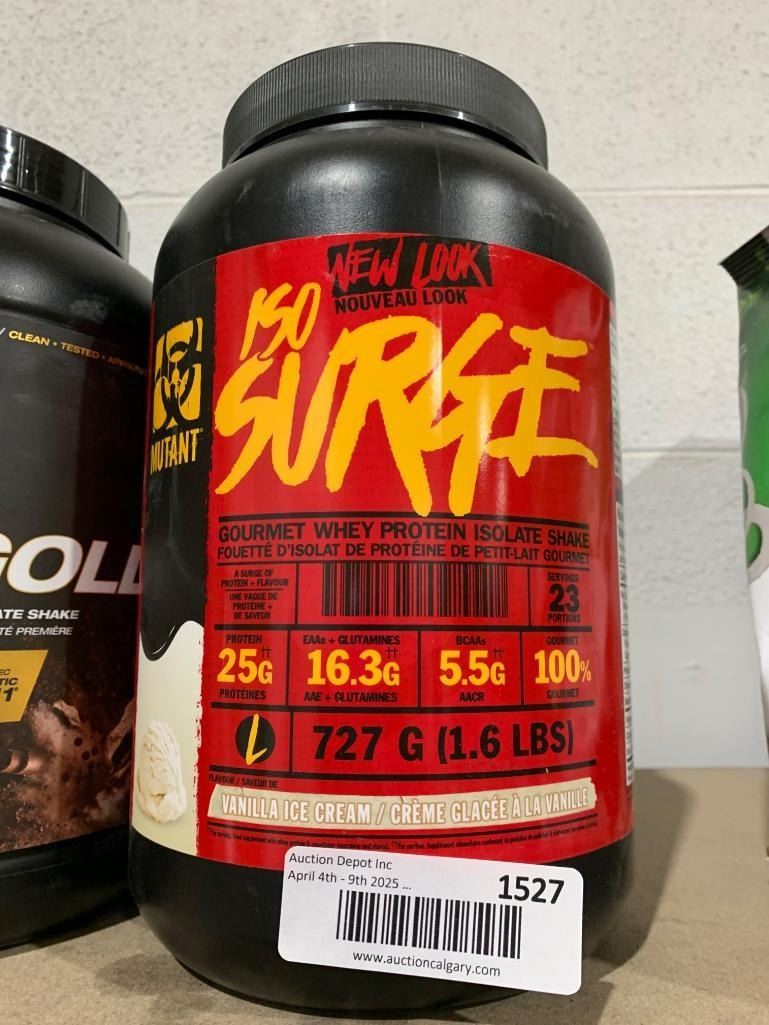 CLEAN • TESTED • APPROVED
GOLD
ATE SHAKE
TÉ PREMIÈRE
NEW LOOK
NOUVEAU LOOK
ISO
SURGE
MUTANT
GOURMET WHEY PROTEIN ISOLATE SHAKE
FOUETTÉ D'ISOLAT DE PROTÉINE DE PETIT-LAIT GOURMET
A SURGE OF
PROTEIN + FLAVOUR
UNE VAGUE DE
PROTÉINE +
DE SAVEUR
SERVINGS
23
PORTIONS
PROTEIN
25G††
PROTÉINES
EAAs + GLUTAMINES
16.3G††
AAE + GLUTAMINES
BCAAs
5.5G††
AACR
GOURMET
100%
GOURMET
L
727 G (1.6 LBS)
FLAVOUR / SAVEUR DE
VANILLA ICE CREAM / CRÈME GLACÉE À LA VANILLE
Auction Depot Inc
April 4th - 9th 2025 ...
1527
www.auctioncalgary.com